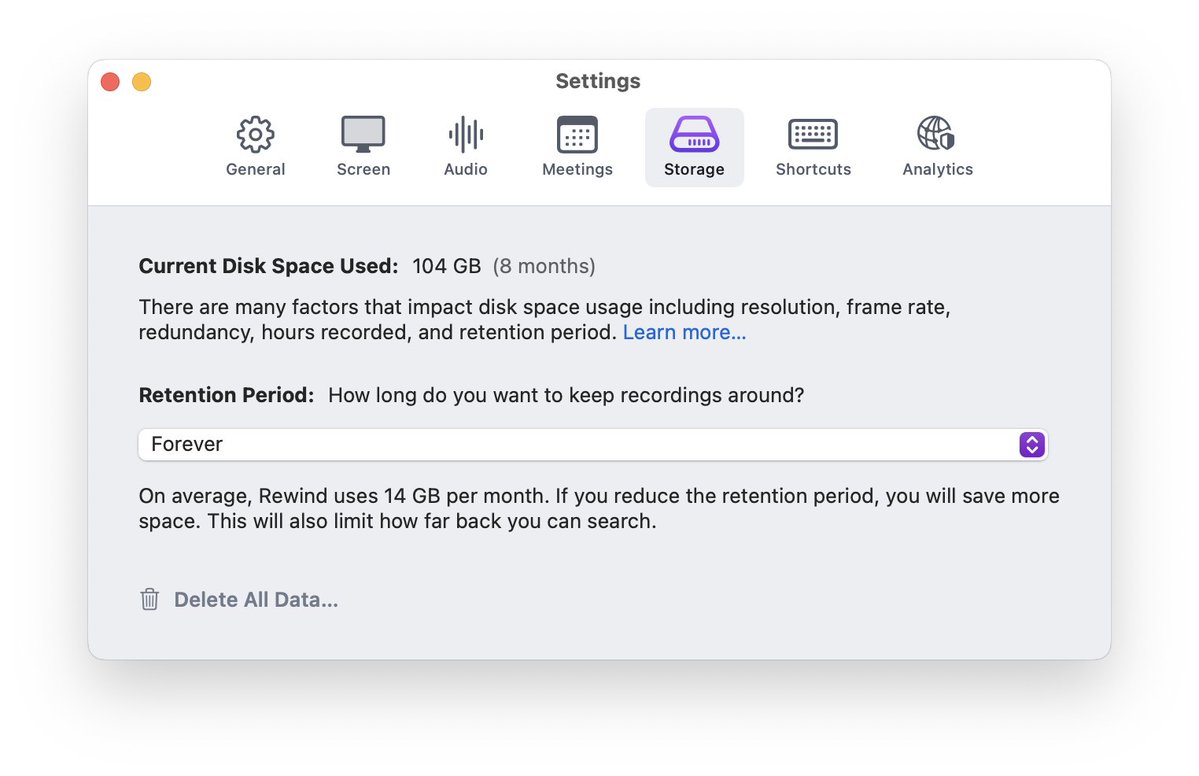 Settings
General Screen Audio Meetings Storage Shortcuts Analytics
Current Disk Space Used: 104 GB (8 months)
There are many factors that impact disk space usage including resolution, frame rate,
redundancy, hours recorded, and retention period. Learn more...
Retention Period: How long do you want to keep recordings around?
Forever
On average, Rewind uses 14 GB per month. If you reduce the retention period, you will save more
space. This will also limit how far back you can search.
Delete All Data...